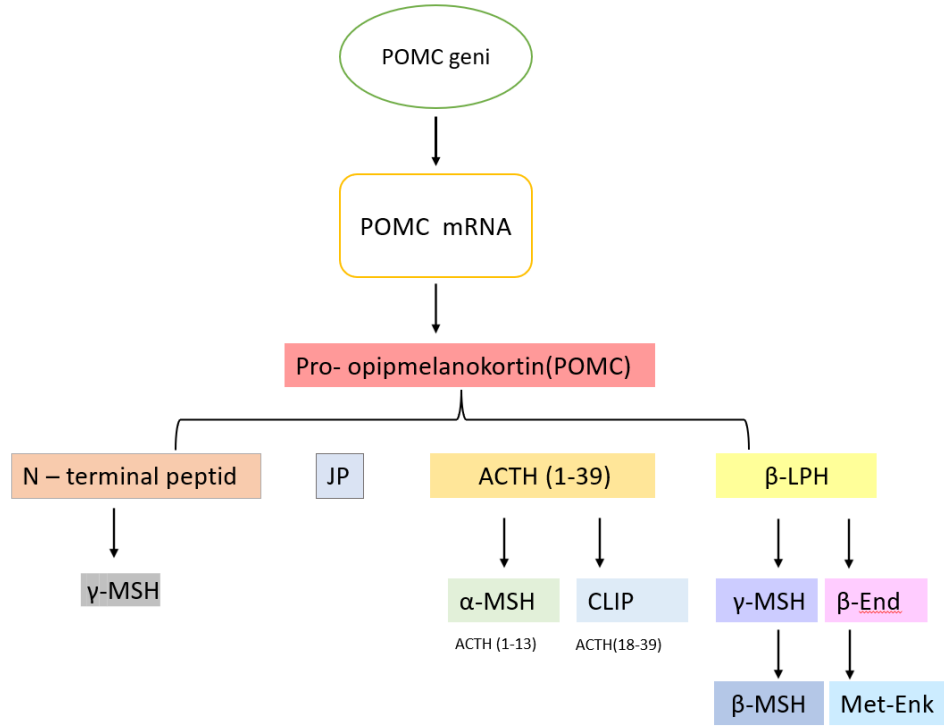 POMC geni
POMC mRNA
Pro- opipmelanokortin(POMC)
N – terminal peptid
JP
ACTH (1-39)
β-LPH
γ-MSH
α-MSH
CLIP
γ-MSH
β-End
ACTH (1-13)
ACTH(18-39)
β-MSH
Met-Enk